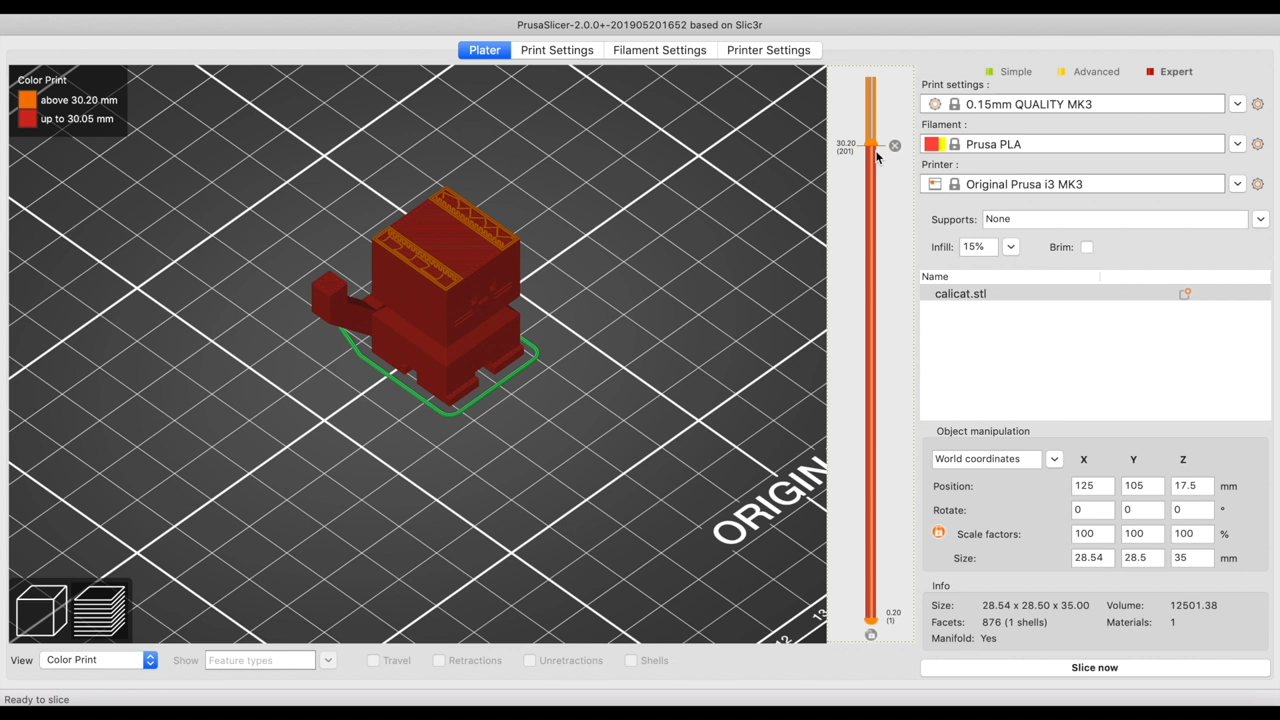 PrusaSlicer-2.0.0+-201905201652 based on Slic3r
Plater
Print Settings
Filament Settings
Printer Settings
Color Print
above 30.20 mm
up to 30.05 mm
30.20
(201)
0.20
(1)
ORIGIN
12
13
Simple
Advanced
Expert
Print settings :
0.15mm QUALITY MK3
Filament :
Prusa PLA
Printer :
Original Prusa i3 MK3
Supports: None
Infill: 15% Brim:
Name
calicat.stl
Object manipulation
World coordinates X Y Z
Position: 125 105 17.5 mm
Rotate: 0 0 0 °
Scale factors: 100 100 100 %
Size: 28.54 28.5 35 mm
Info
Size: 28.54 x 28.50 x 35.00 Volume: 12501.38
Facets: 876 (1 shells) Materials: 1
Manifold: Yes
Slice now
View Color Print Show Feature types Travel Retractions Unretractions Shells
Ready to slice